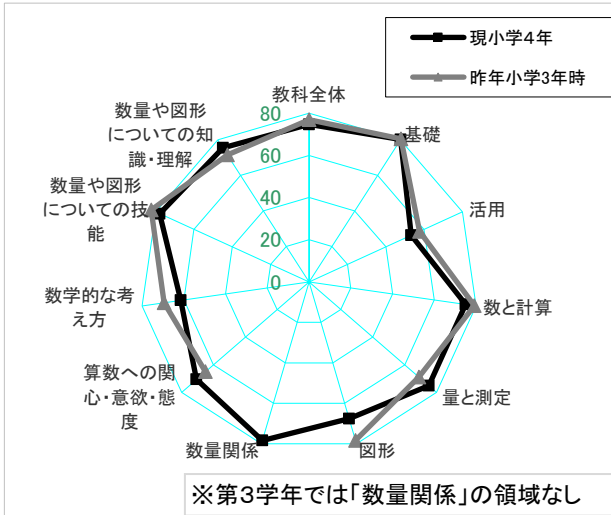 現小学４年
昨年小学3年時
教科全体
基礎
活用
数と計算
量と測定
図形
数量関係
算数への関
心・意欲・態
度
数学的な考
え方
数量や図形
についての技
能
数量や図形
についての知
識・理解
80
60
40
20
0
※第３学年では「数量関係」の領域なし